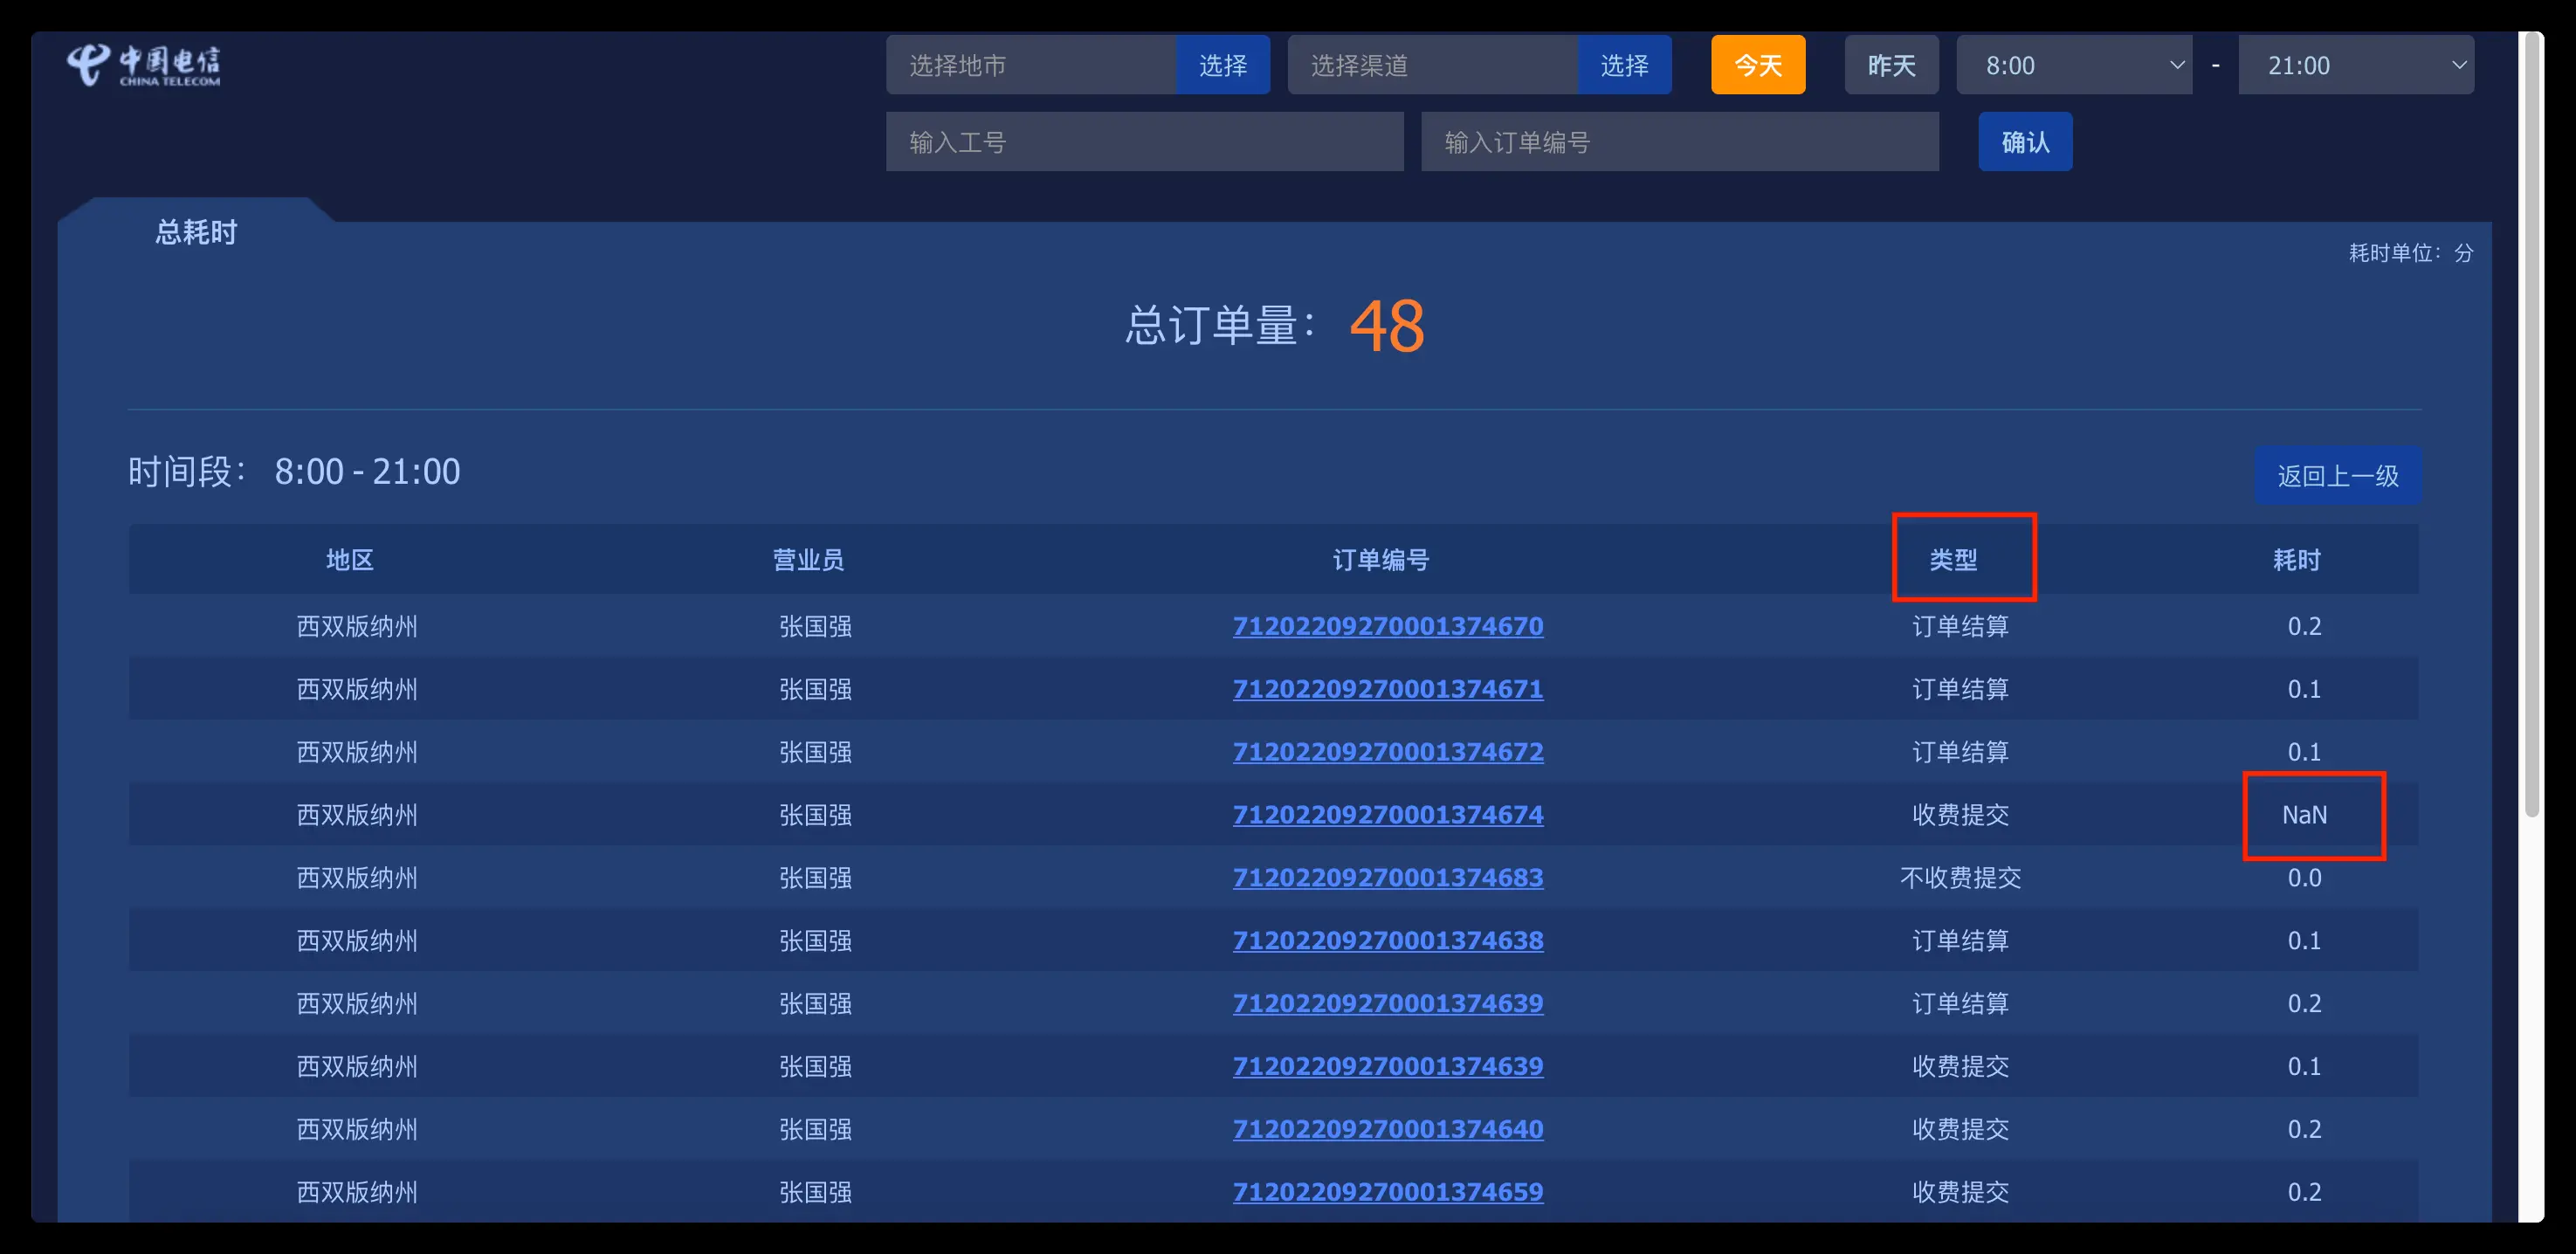 中国电信
CHINA TELECOM
选择地市 选择 选择渠道 选择 今天 昨天 8:00 - 21:00
输入工号 输入订单编号 确认
总耗时
耗时单位：分
总订单量： 48
时间段： 8:00 - 21:00
返回上一级
地区 营业员 订单编号 类型 耗时
西双版纳州 张国强 71202209270001374670 订单结算 0.2
西双版纳州 张国强 71202209270001374671 订单结算 0.1
西双版纳州 张国强 71202209270001374672 订单结算 0.1
西双版纳州 张国强 71202209270001374674 收费提交 NaN
西双版纳州 张国强 71202209270001374683 不收费提交 0.0
西双版纳州 张国强 71202209270001374638 订单结算 0.1
西双版纳州 张国强 71202209270001374639 订单结算 0.2
西双版纳州 张国强 71202209270001374639 收费提交 0.1
西双版纳州 张国强 71202209270001374640 收费提交 0.2
西双版纳州 张国强 71202209270001374659 收费提交 0.2